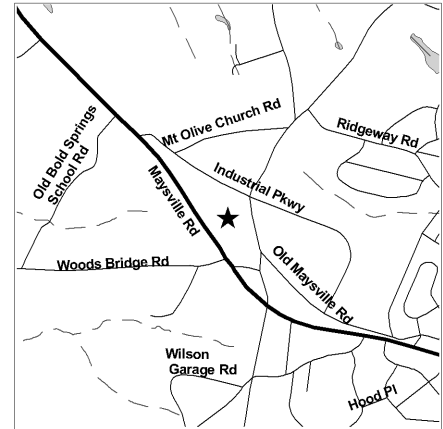 Mt Olive Church Rd
Ridgeway Rd
Old Bold Springs
School Rd
Maysville Rd
Industrial Pkwy
Woods Bridge Rd
Old Maysville Rd
Wilson
Garage Rd
Hood Pl